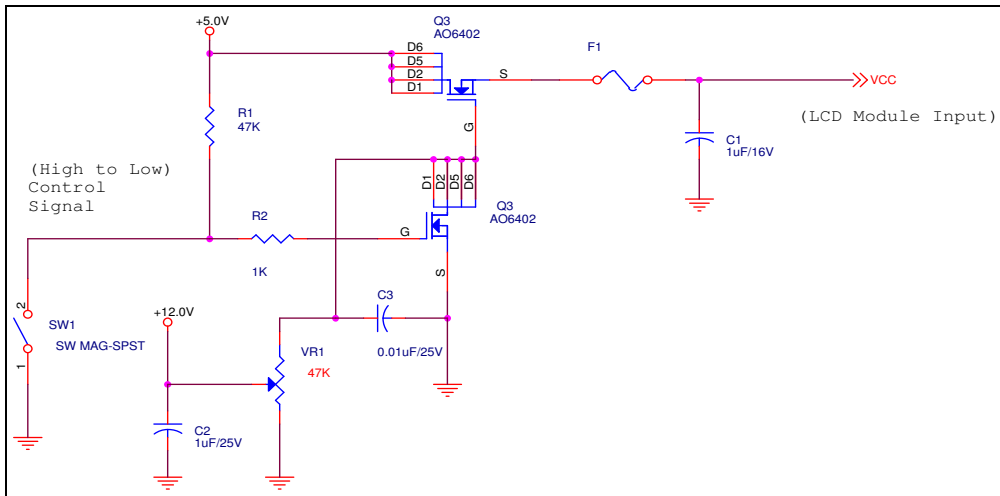 +5.0V
Q3
AO6402
D6
D5
D2
D1
S
G
F1
VCC
(LCD Module Input)
C1
1uF/16V
R1
47K
(High to Low)
Control
Signal
D1
D2
D5
D6
Q3
AO6402
R2
1K
G
S
C3
0.01uF/25V
2
SW1
SW MAG-SPST
1
+12.0V
VR1
47K
C2
1uF/25V